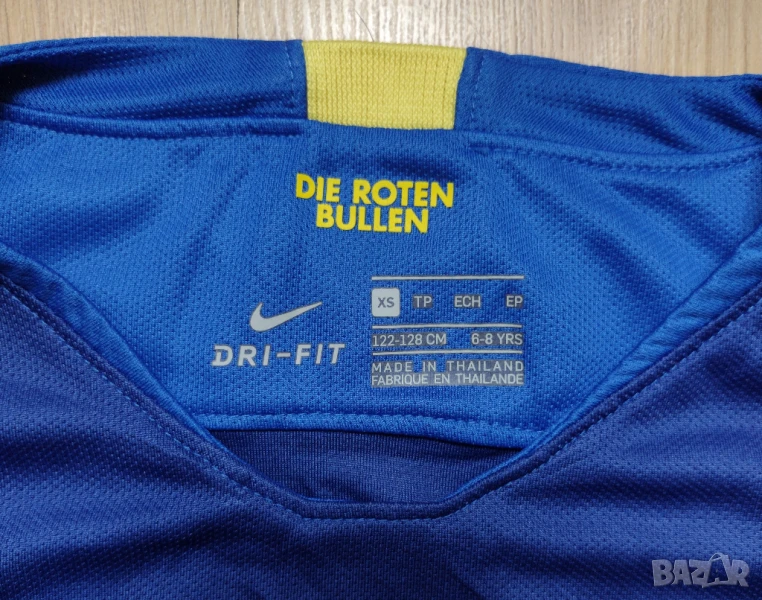 DIE ROTEN
BULLEN
XS TP ECH EP
122-128 CM 6-8 YRS
DRI-FIT
MADE IN THAILAND
FABRIQUE EN THAILANDE
BAZAR